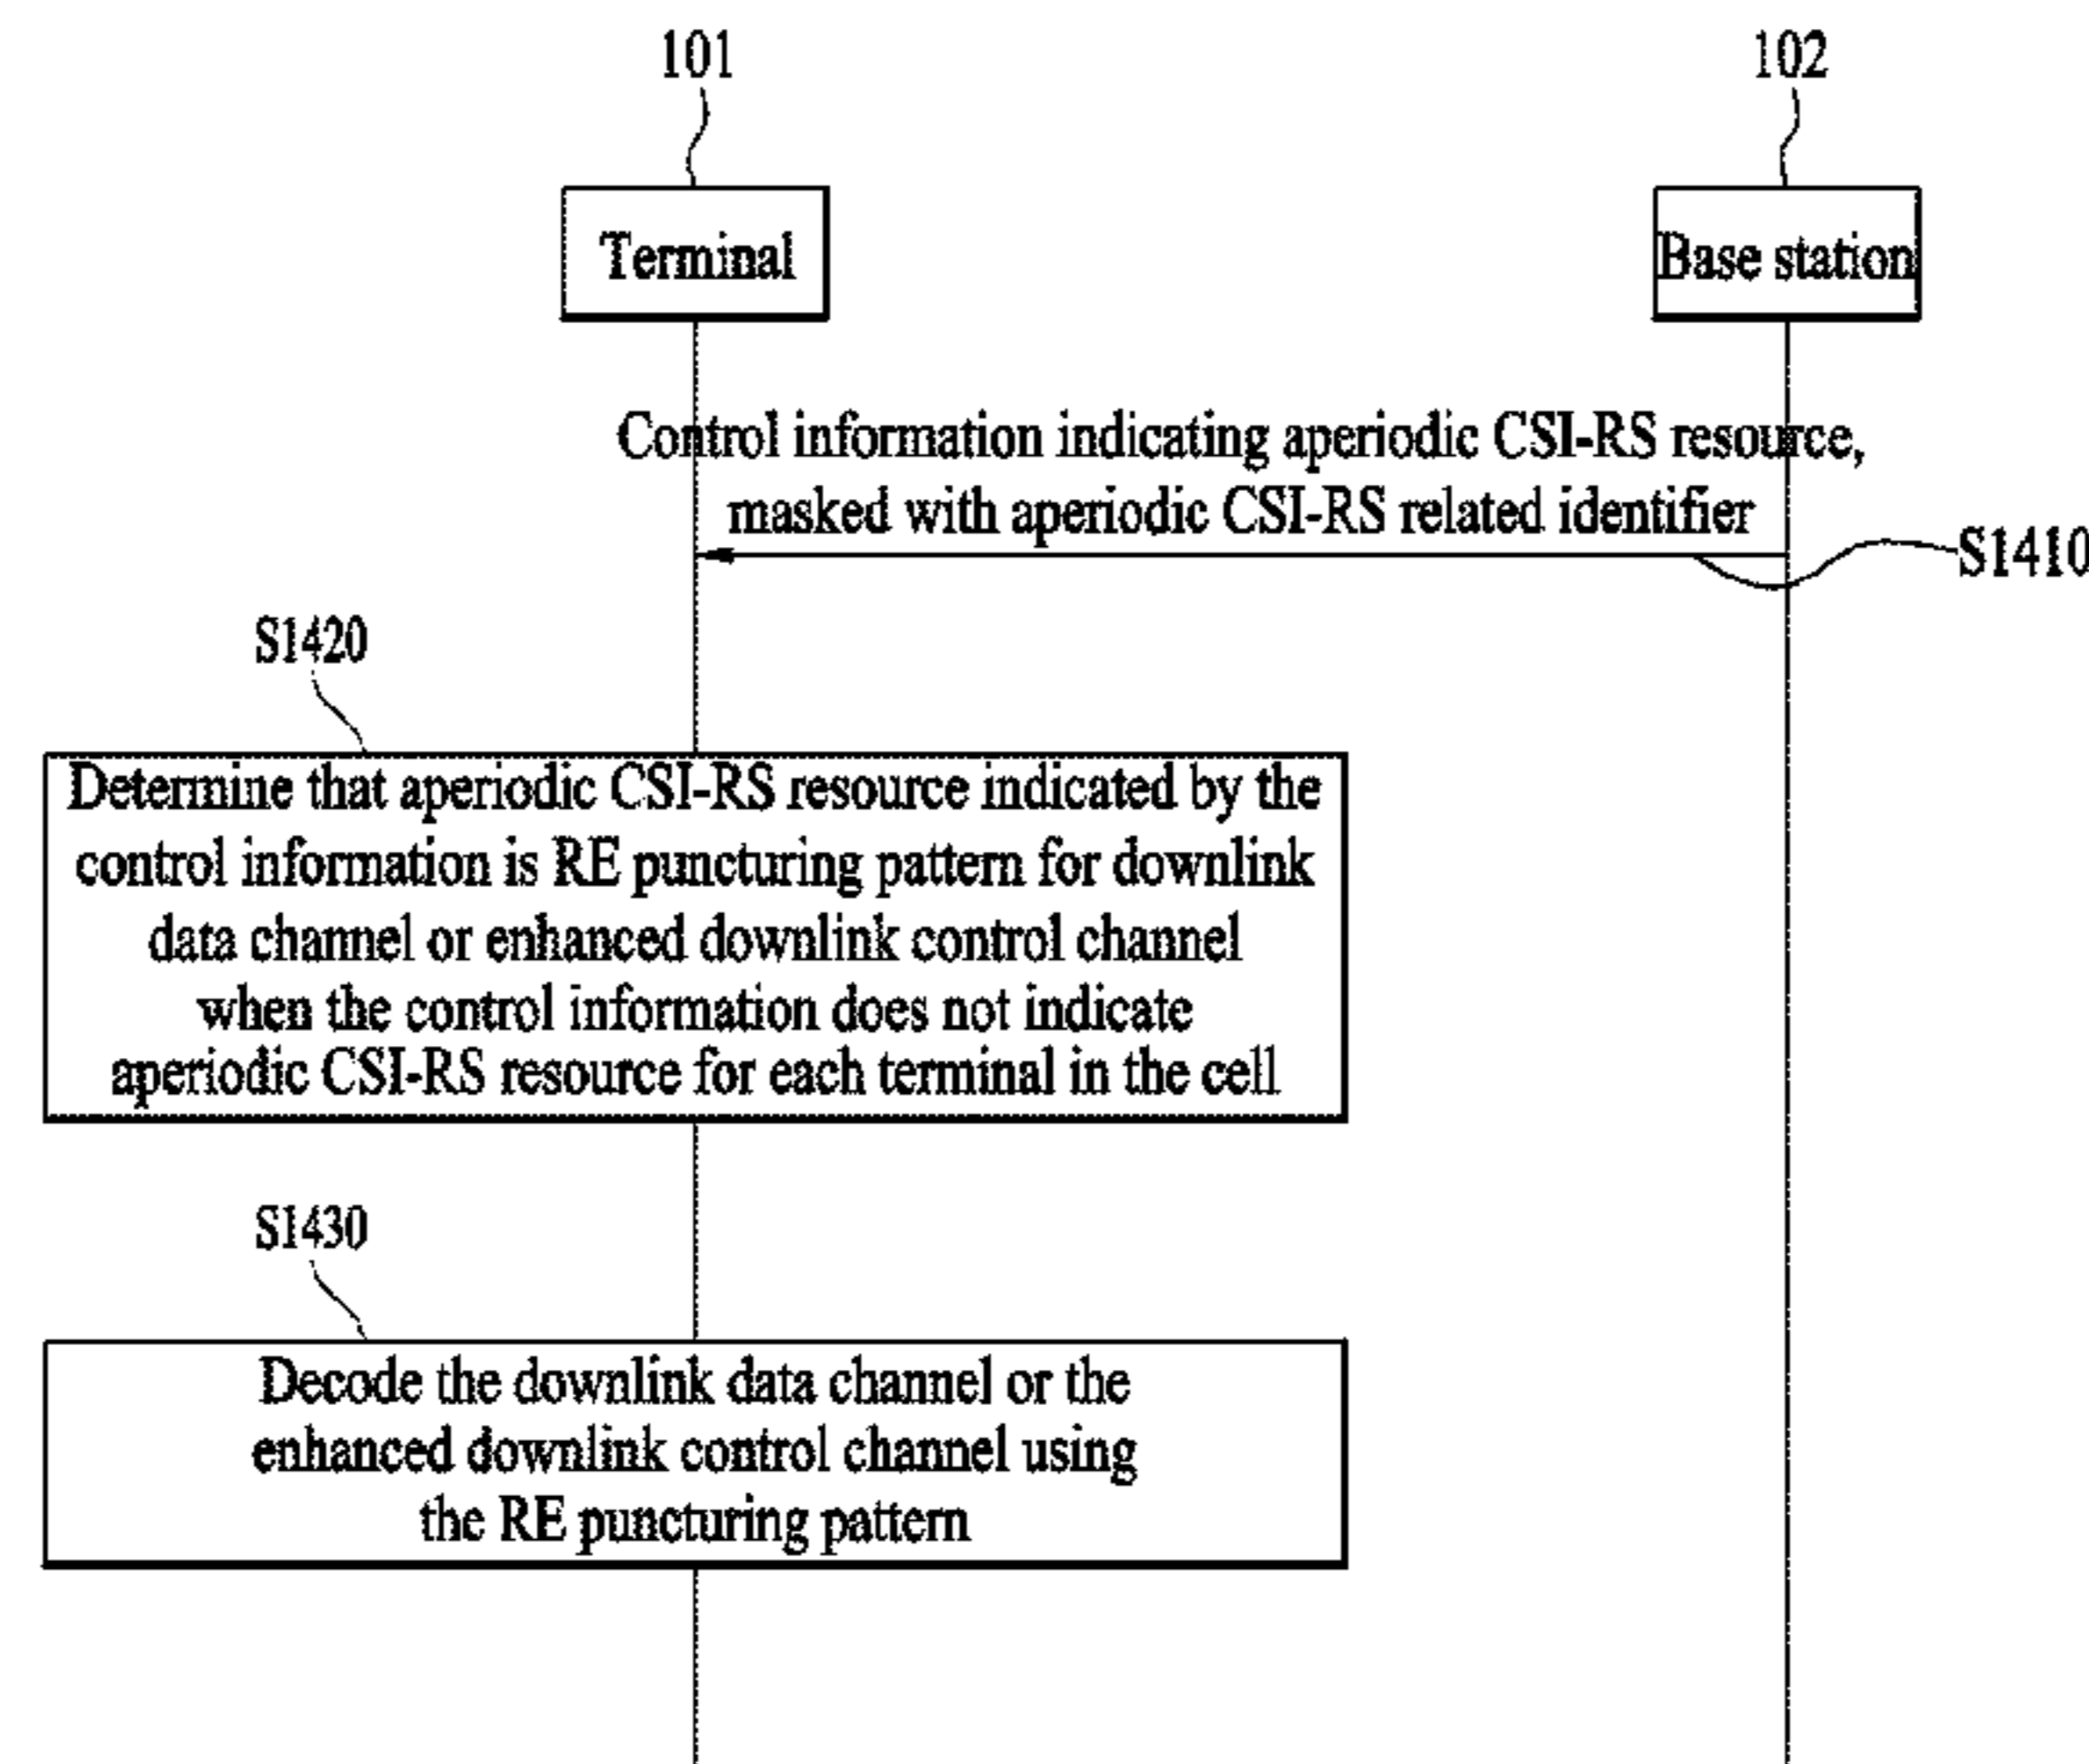 101
102
Terminal
Base station
Control information indicating aperiodic CSI-RS resource,
masked with aperiodic CSI-RS related identifier
S1410
S1420
Determine that aperiodic CSI-RS resource indicated by the
control information is RE puncturing pattern for downlink
data channel or enhanced downlink control channel
when the control information does not indicate
aperiodic CSI-RS resource for each terminal in the cell
S1430
Decode the downlink data channel or the
enhanced downlink control channel using
the RE puncturing pattern